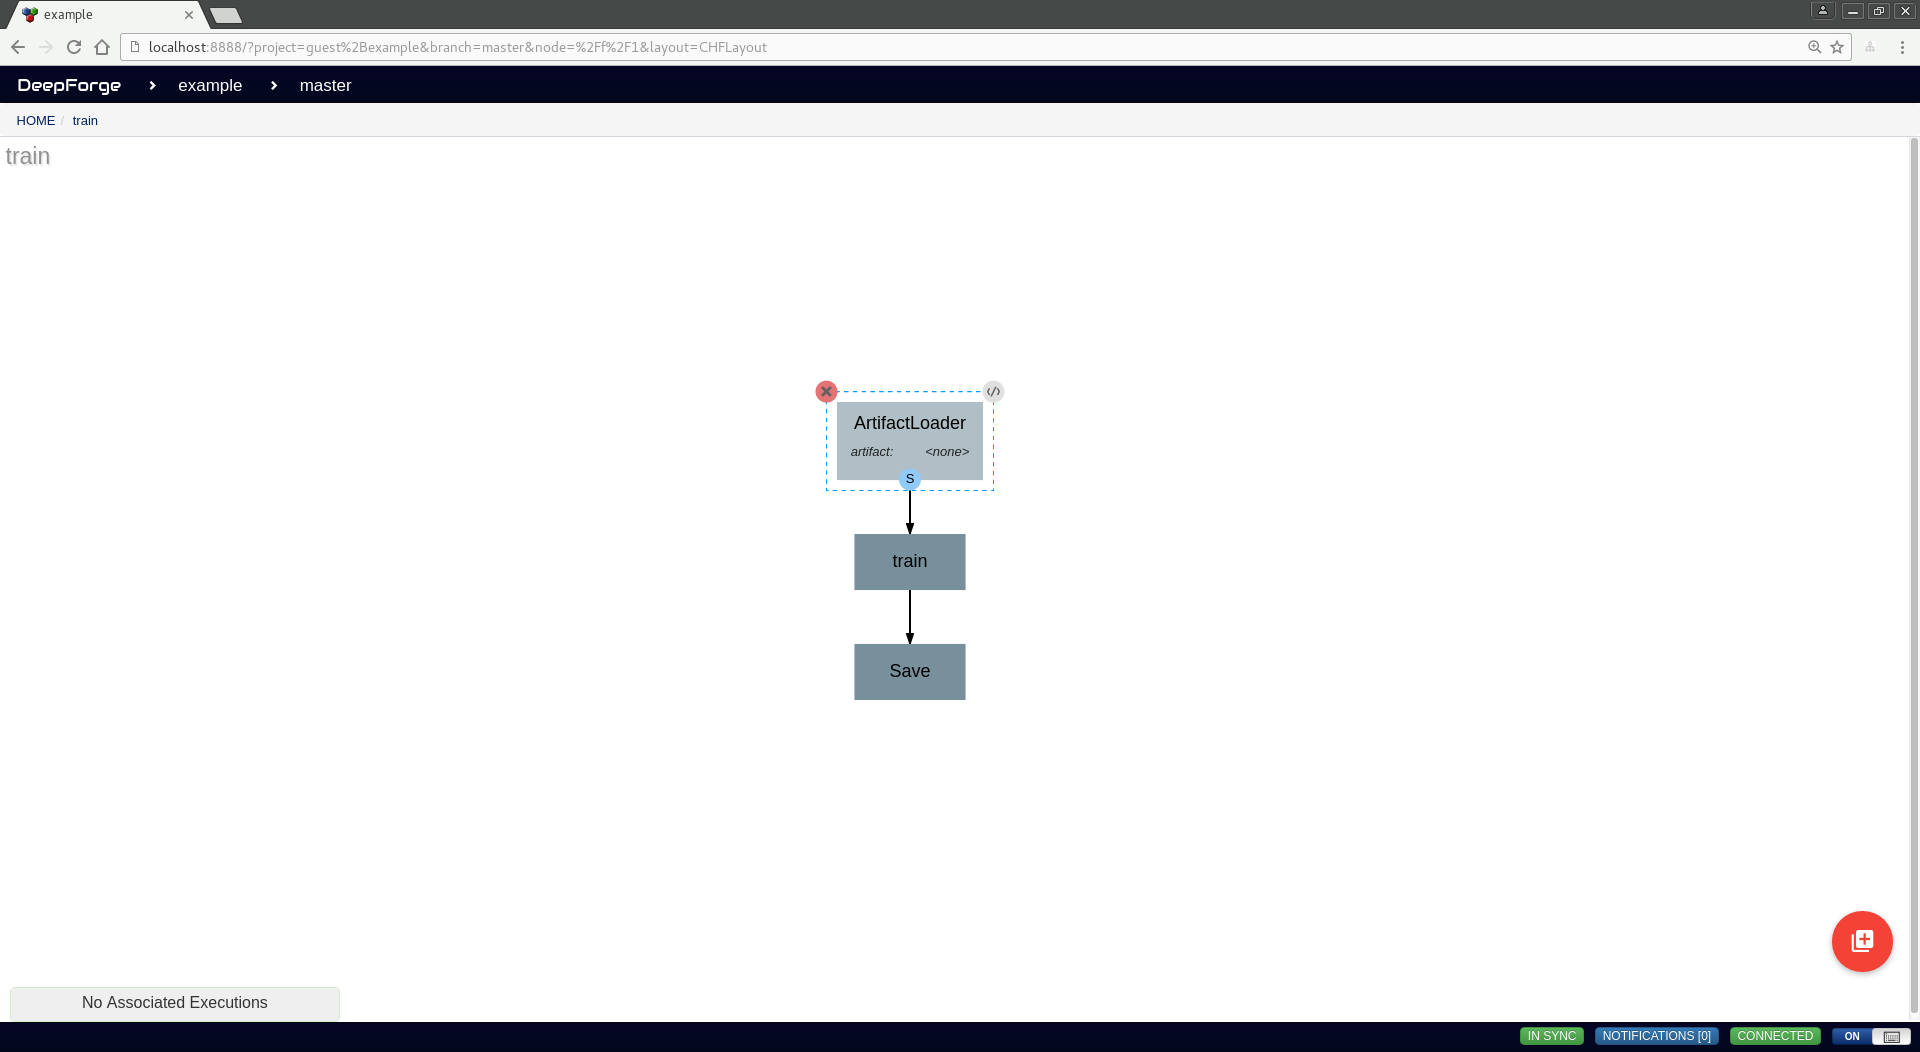 example
localhost:8888/?project=guest%2Bexample&branch=master&node=%2Ff%2F1&layout=CHFLayout
DeepForge example master
HOME / train
train
ArtifactLoader
artifact: <none>
S
train
Save
No Associated Executions
IN SYNC NOTIFICATIONS [0] CONNECTED ON